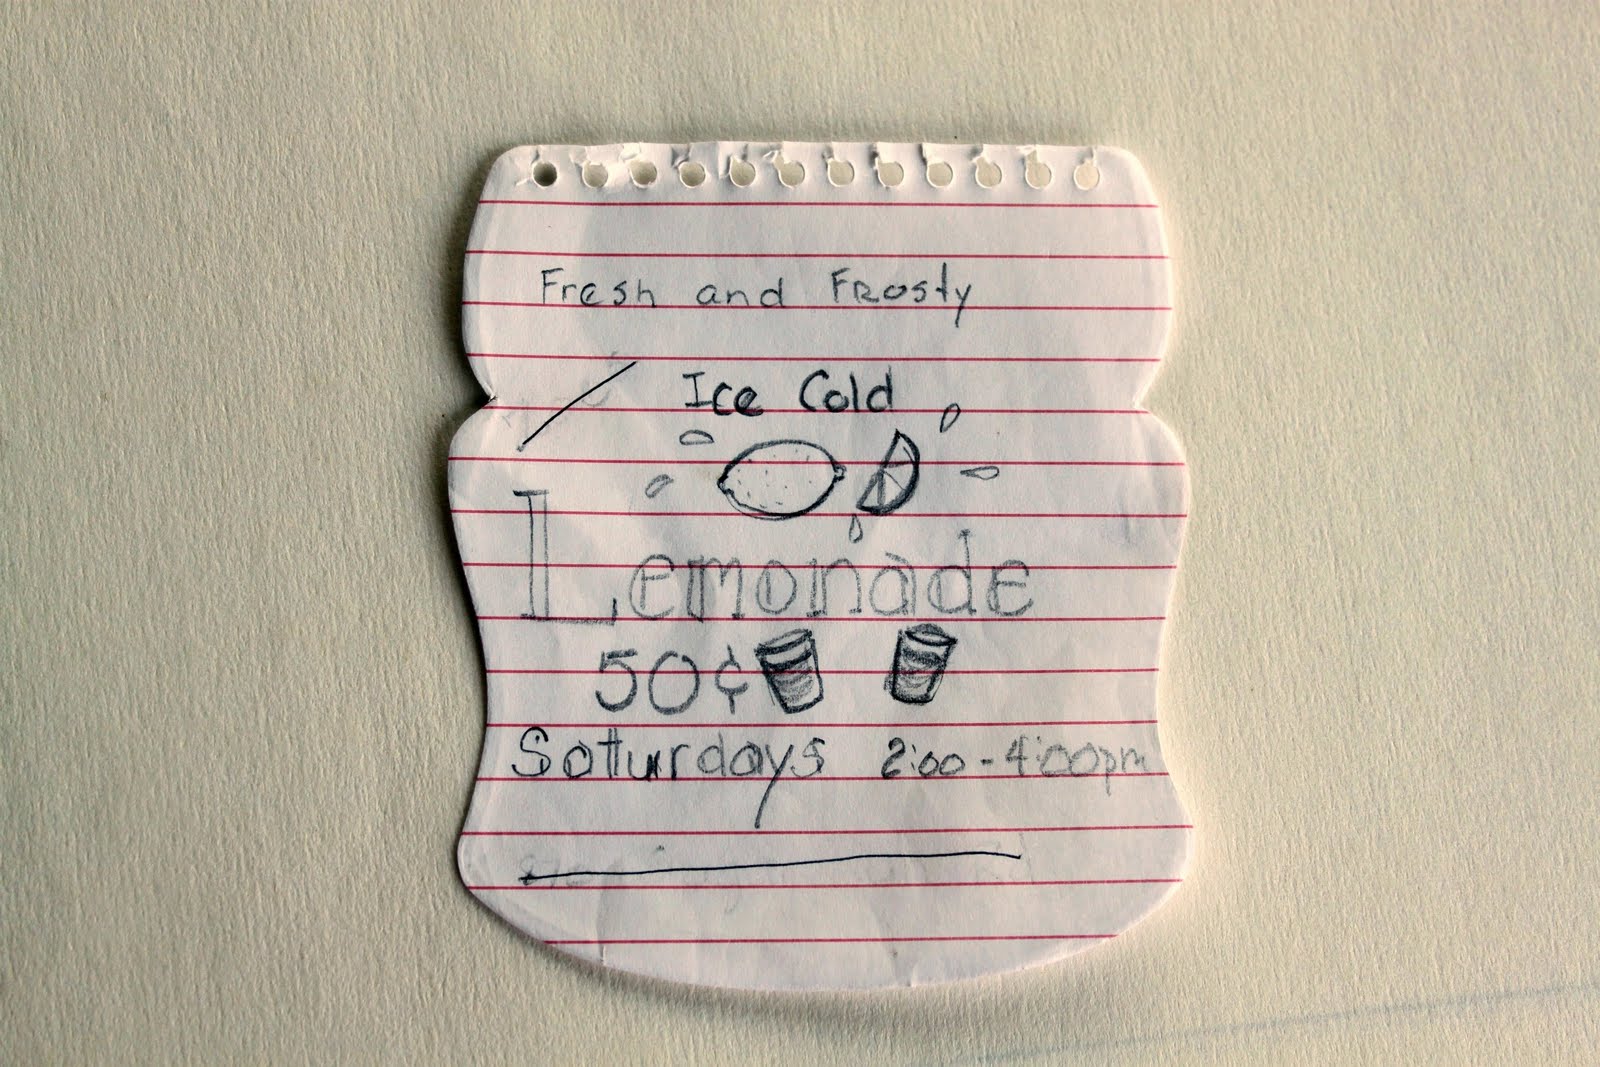 Fresh and Frosty
Ice Cold
Lemonade
50¢
Saturdays 2:00-4:00pm